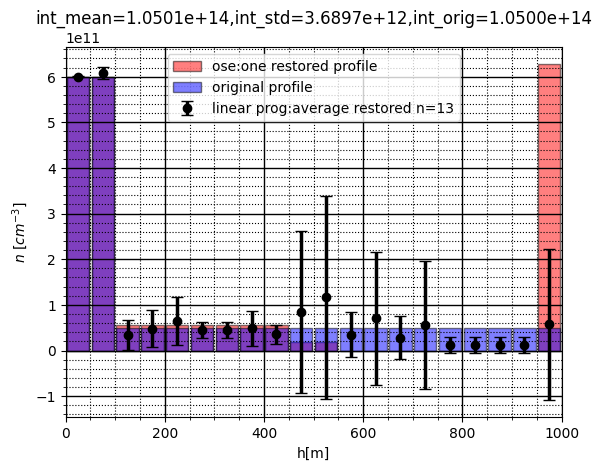 int_mean=1.0501e+14,int_std=3.6897e+12,int_orig=1.0500e+14
1e11
ose:one restored profile
original profile
linear prog:average restored n=13
6
5
4
3
2
1
0
−1
n [cm⁻³]
0 200 400 600 800 1000
h[m]